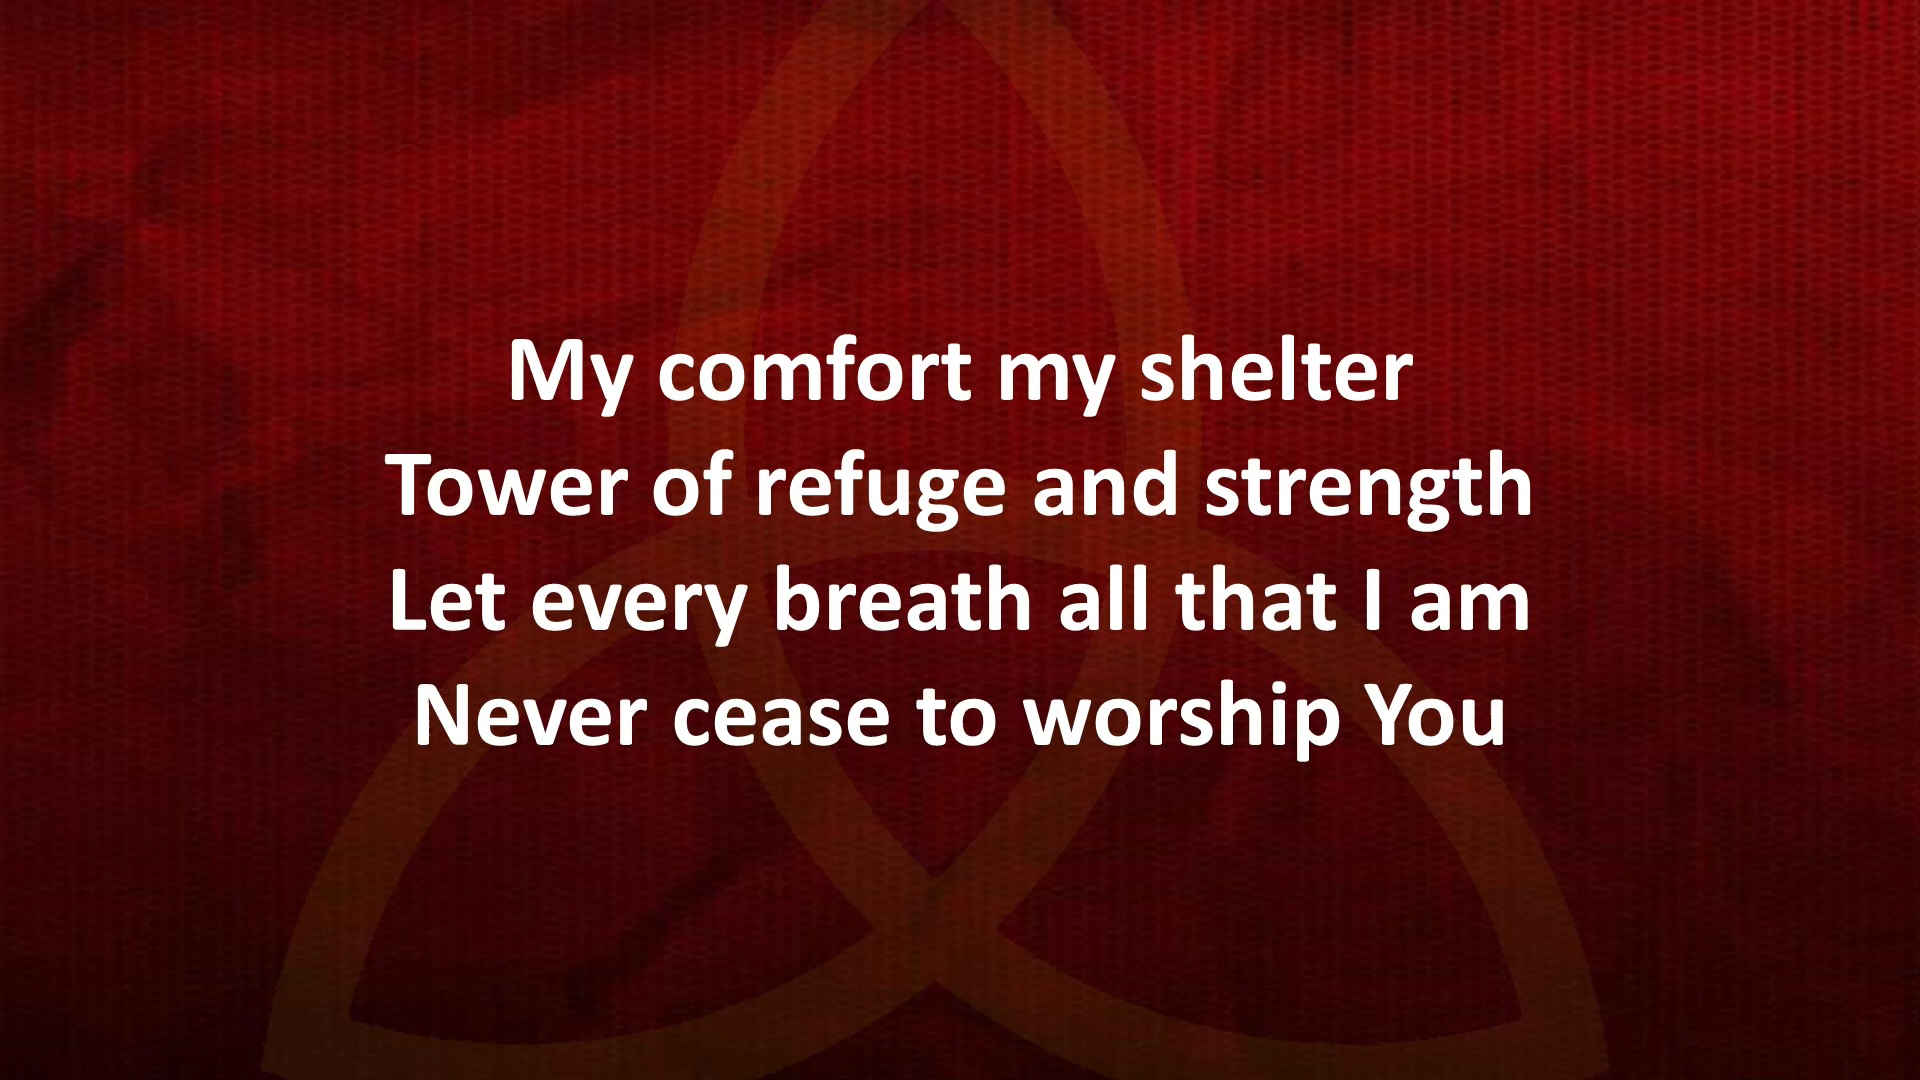 My comfort my shelter
Tower of refuge and strength
Let every breath all that I am
Never cease to worship You